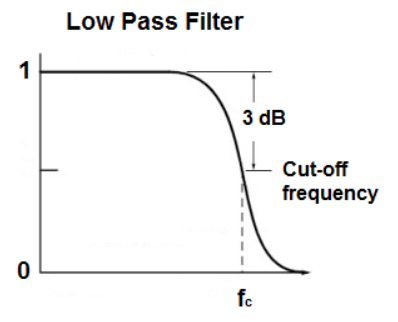 Low Pass Filter
1
3 dB
Cut-off
frequency
0
fc